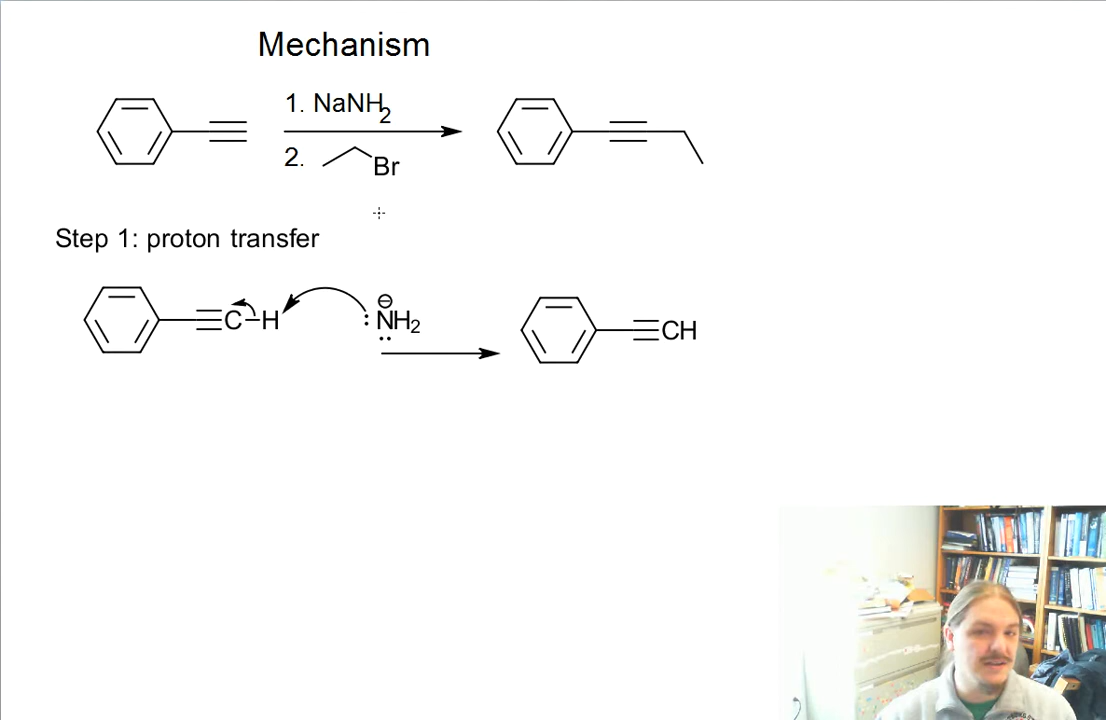 Mechanism
1. NaNH2
2. Br
Step 1: proton transfer
C-H :NH2 CH